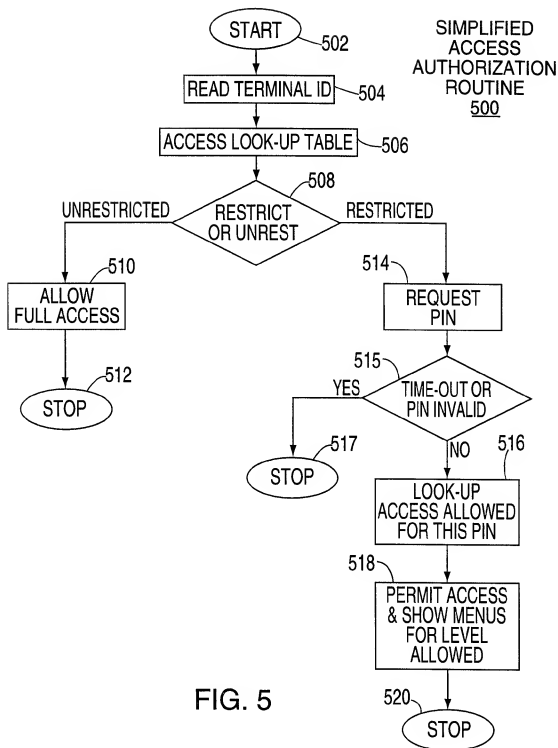 START
502
SIMPLIFIED
ACCESS
AUTHORIZATION
ROUTINE
500
READ TERMINAL ID
504
ACCESS LOOK-UP TABLE
506
508
UNRESTRICTED
RESTRICT
OR UNREST
RESTRICTED
510
ALLOW
FULL ACCESS
512
STOP
514
REQUEST
PIN
515
YES
TIME-OUT OR
PIN INVALID
517
STOP
NO
516
LOOK-UP
ACCESS ALLOWED
FOR THIS PIN
518
PERMIT ACCESS
& SHOW MENUS
FOR LEVEL
ALLOWED
520
STOP
FIG. 5